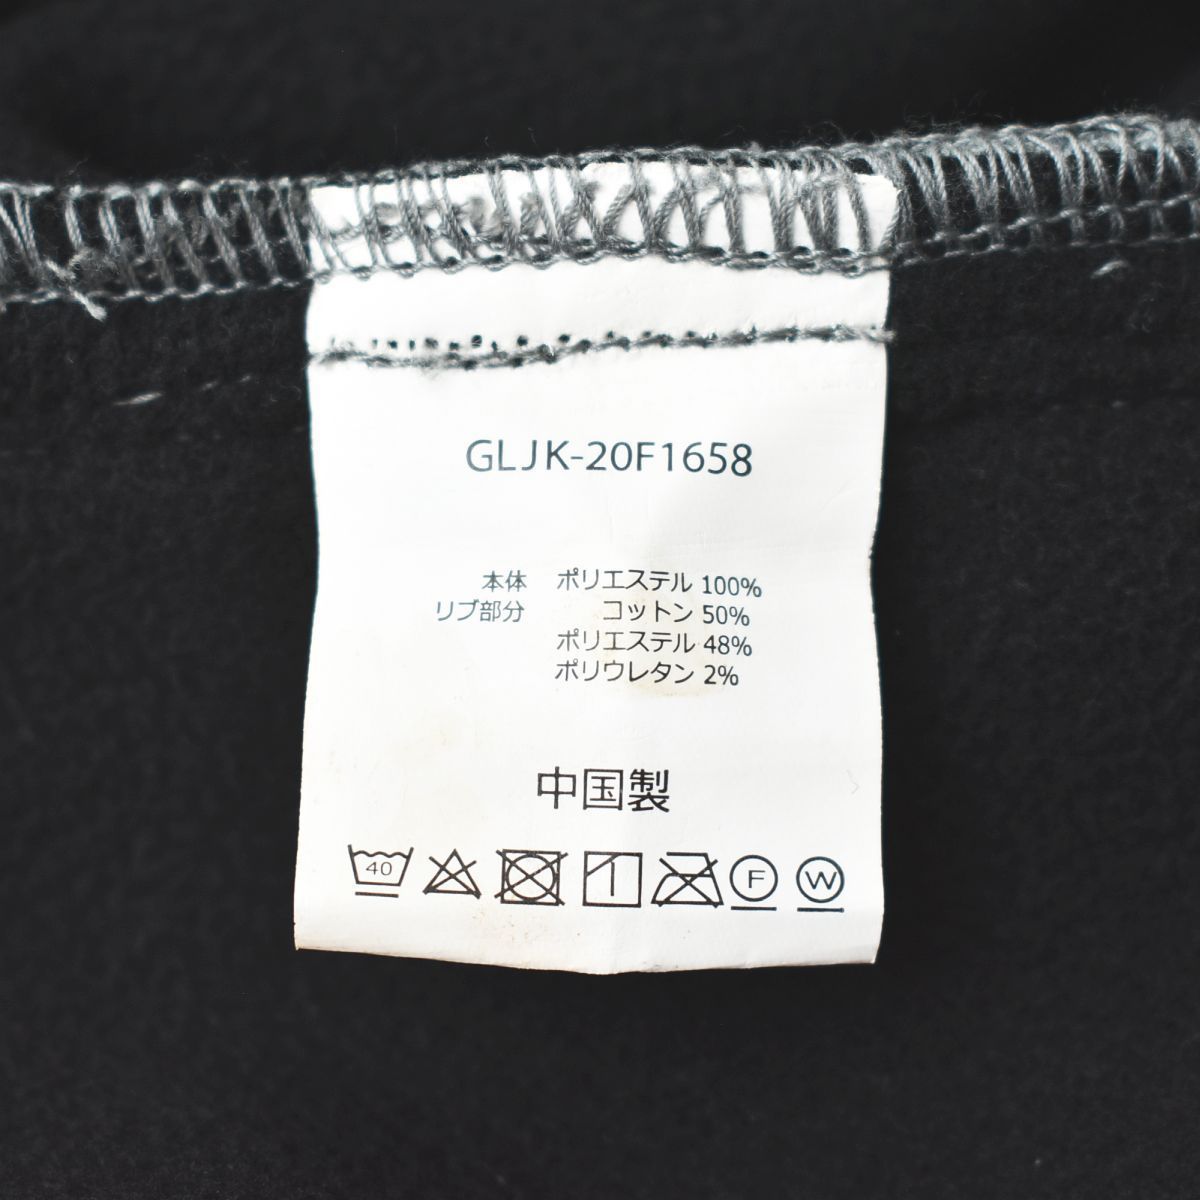 GLJK-20F1658
本体 ポリエステル 100%
リブ部分 コットン 50%
ポリエステル 48%
ポリウレタン 2%
中国製
40 F W